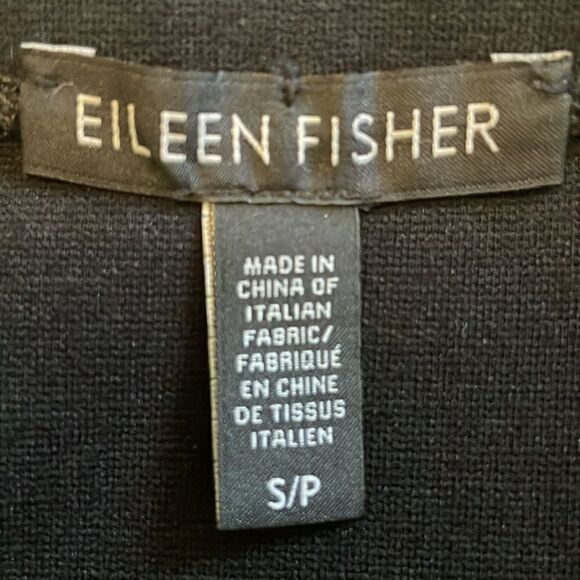 EILEEN FISHER
MADE IN
CHINA OF
ITALIAN
FABRIC/
FABRIQUÉ
EN CHINE
DE TISSUS
ITALIEN
S/P